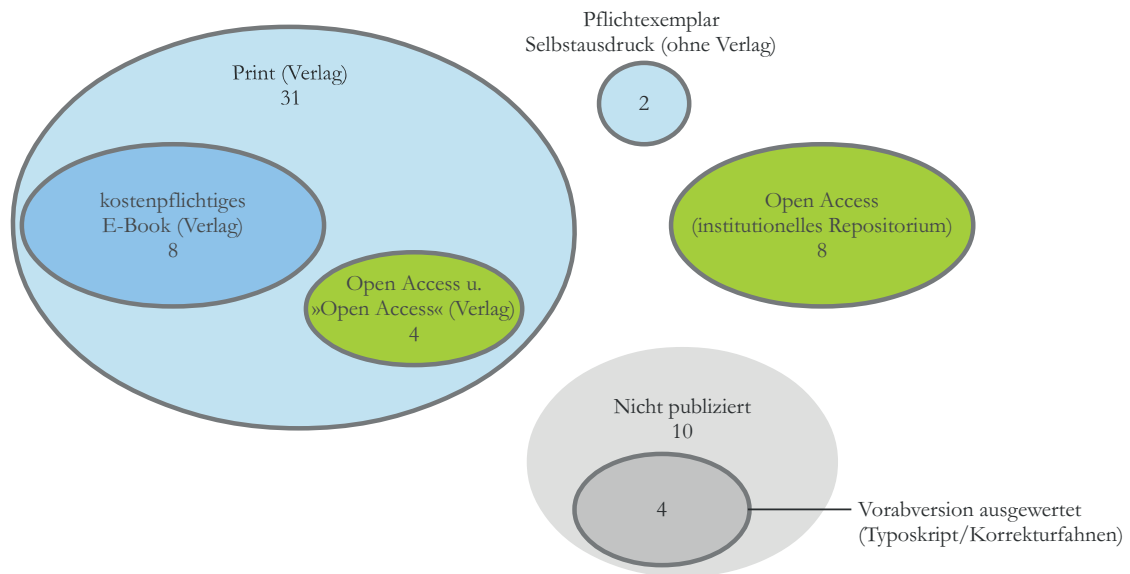 Pflichtexemplar
Selbstausdruck (ohne Verlag)
2
Print (Verlag)
31
kostenpflichtiges
E-Book (Verlag)
8
Open Access u.
»Open Access« (Verlag)
4
Open Access
(institutionelles Repositorium)
8
Nicht publiziert
10
4
Vorabversion ausgewertet
(Typoskript/Korrekturfahnen)